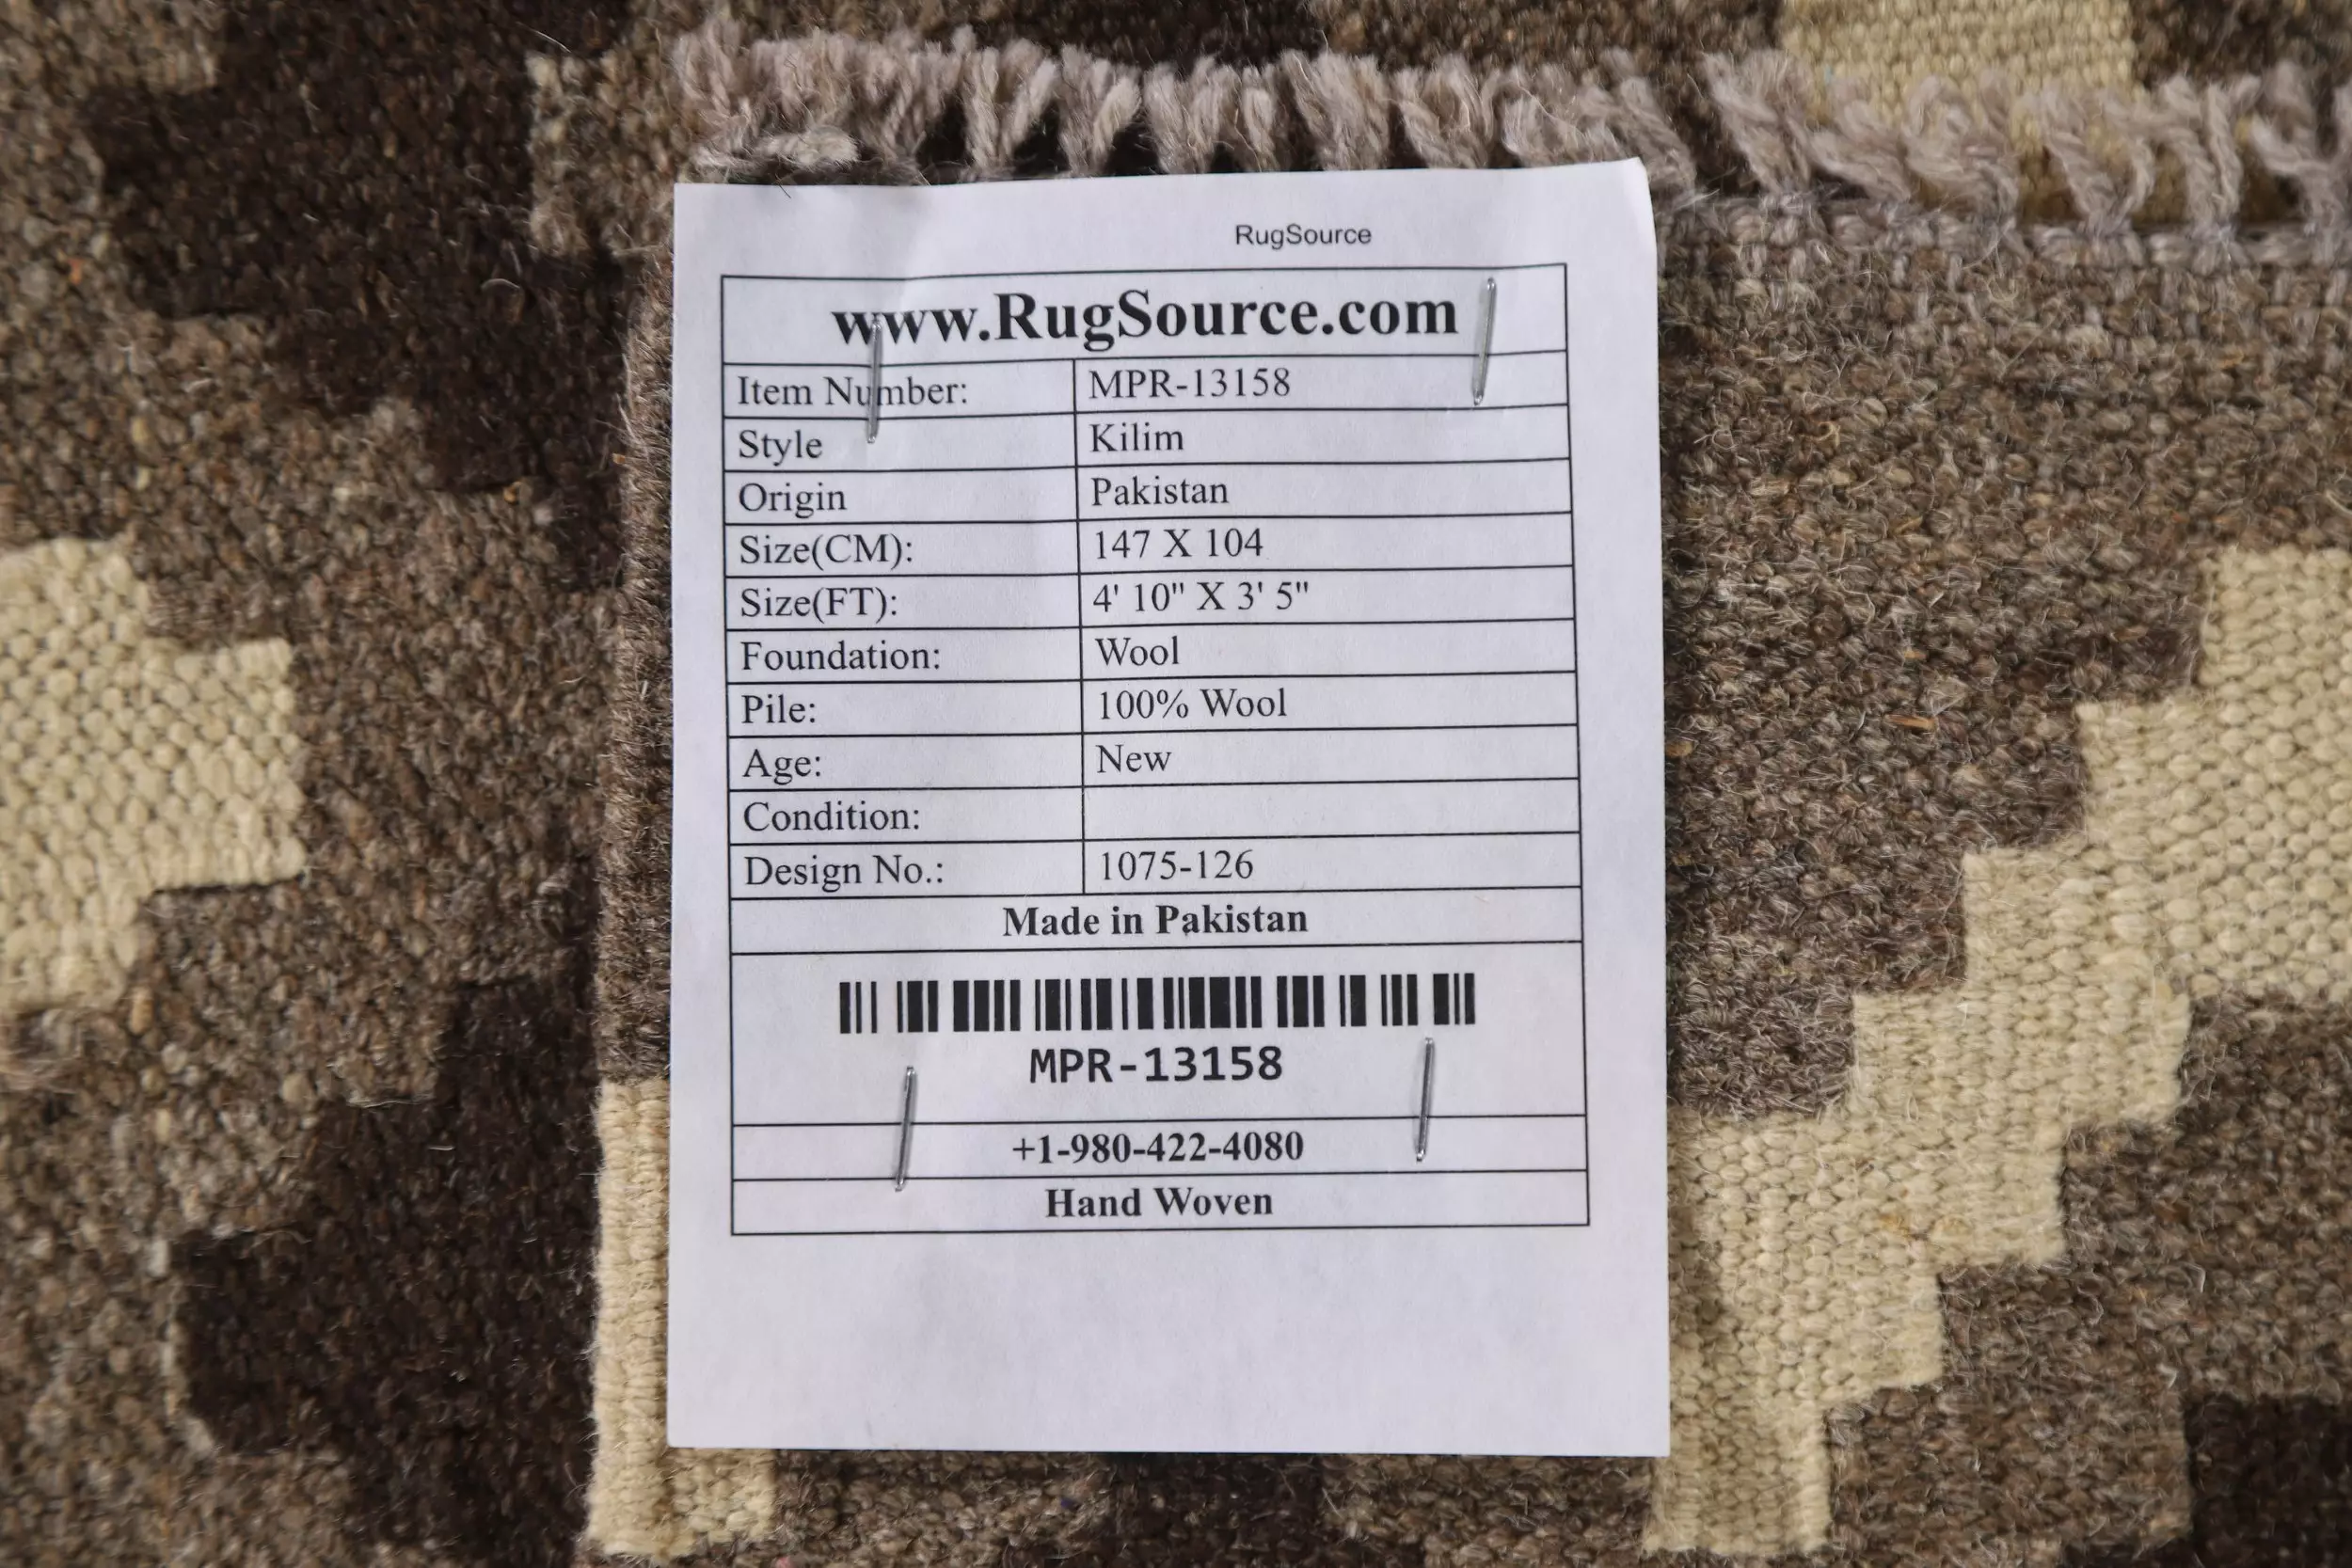 RugSource
www.RugSource.com
Item Number: MPR-13158
Style Kilim
Origin Pakistan
Size(CM): 147 X 104
Size(FT): 4' 10" X 3' 5"
Foundation: Wool
Pile: 100% Wool
Age: New
Condition:
Design No.: 1075-126
Made in Pakistan
MPR-13158
+1-980-422-4080
Hand Woven